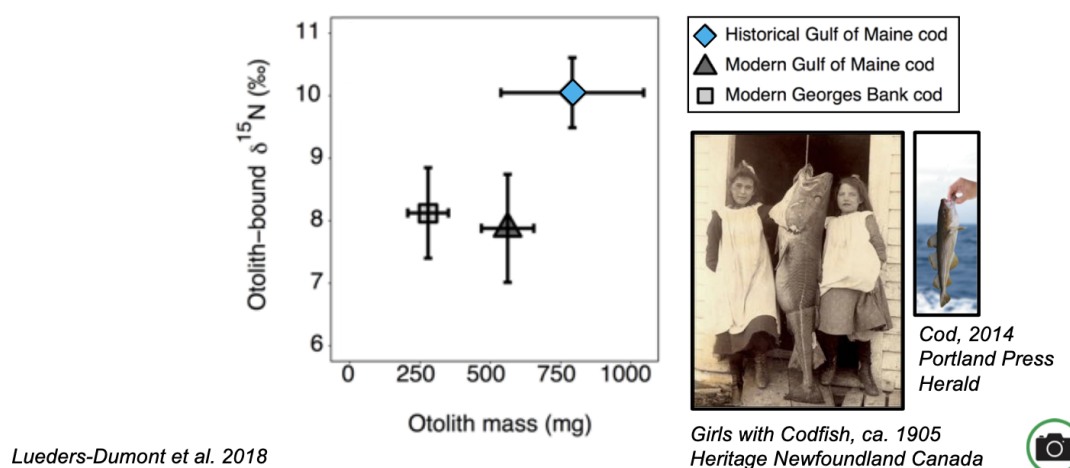 11
10
9
8
7
6
Otolith–bound δ¹⁵N (‰)
0 250 500 750 1000
Otolith mass (mg)
Historical Gulf of Maine cod
Modern Gulf of Maine cod
Modern Georges Bank cod
Cod, 2014
Portland Press
Herald
Girls with Codfish, ca. 1905
Heritage Newfoundland Canada
Lueders-Dumont et al. 2018